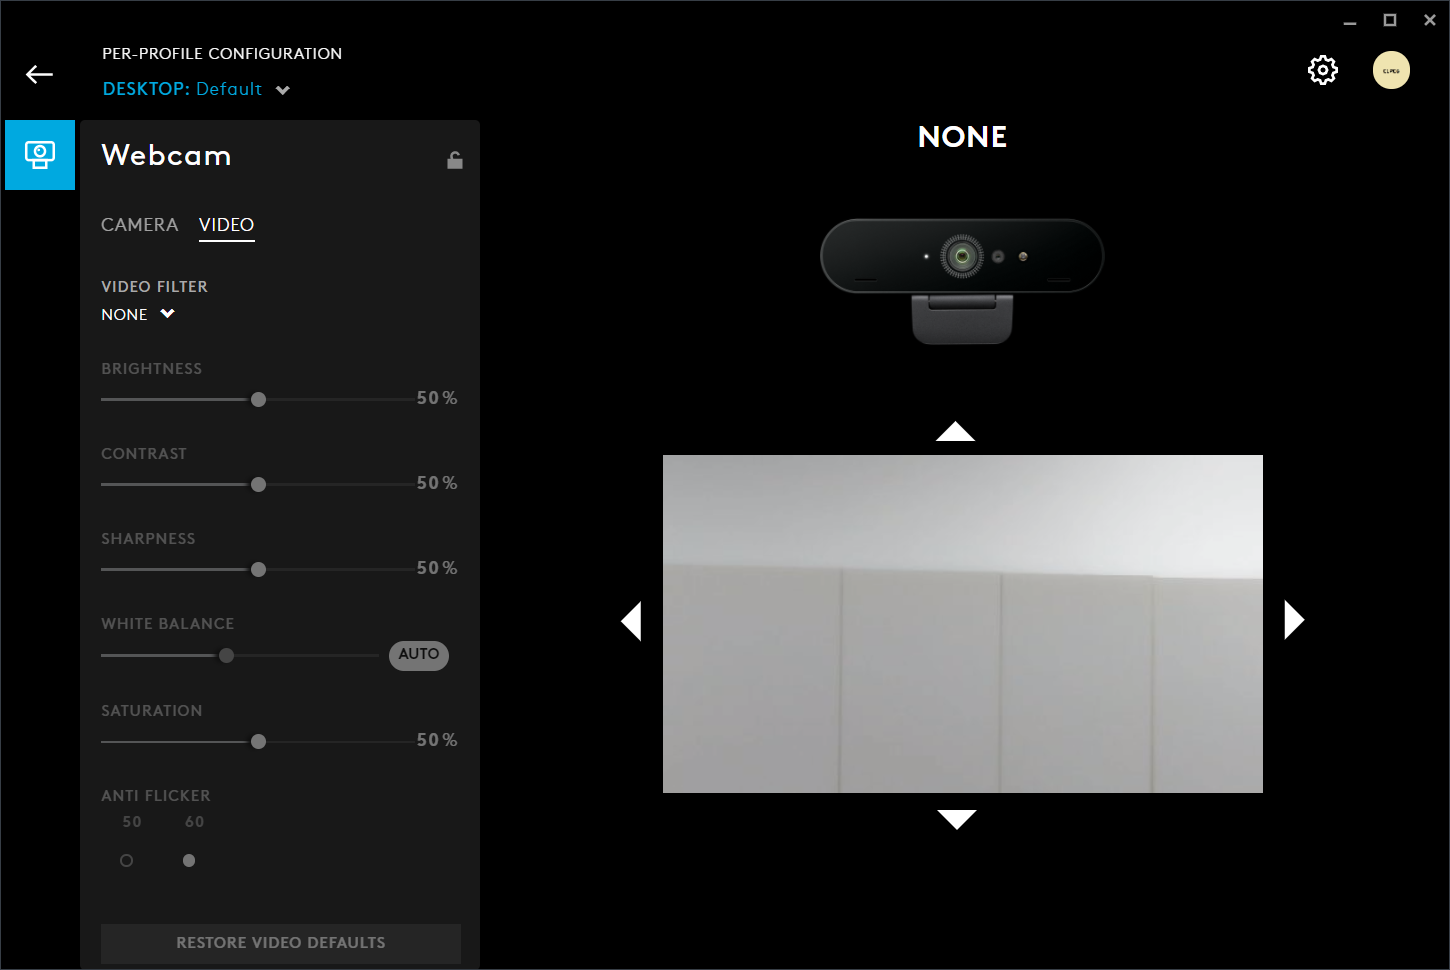 PER-PROFILE CONFIGURATION
DESKTOP: Default
Webcam
CAMERA VIDEO
VIDEO FILTER
NONE
BRIGHTNESS
50%
CONTRAST
50%
SHARPNESS
50%
WHITE BALANCE
AUTO
SATURATION
50%
ANTI FLICKER
50 60
RESTORE VIDEO DEFAULTS
NONE